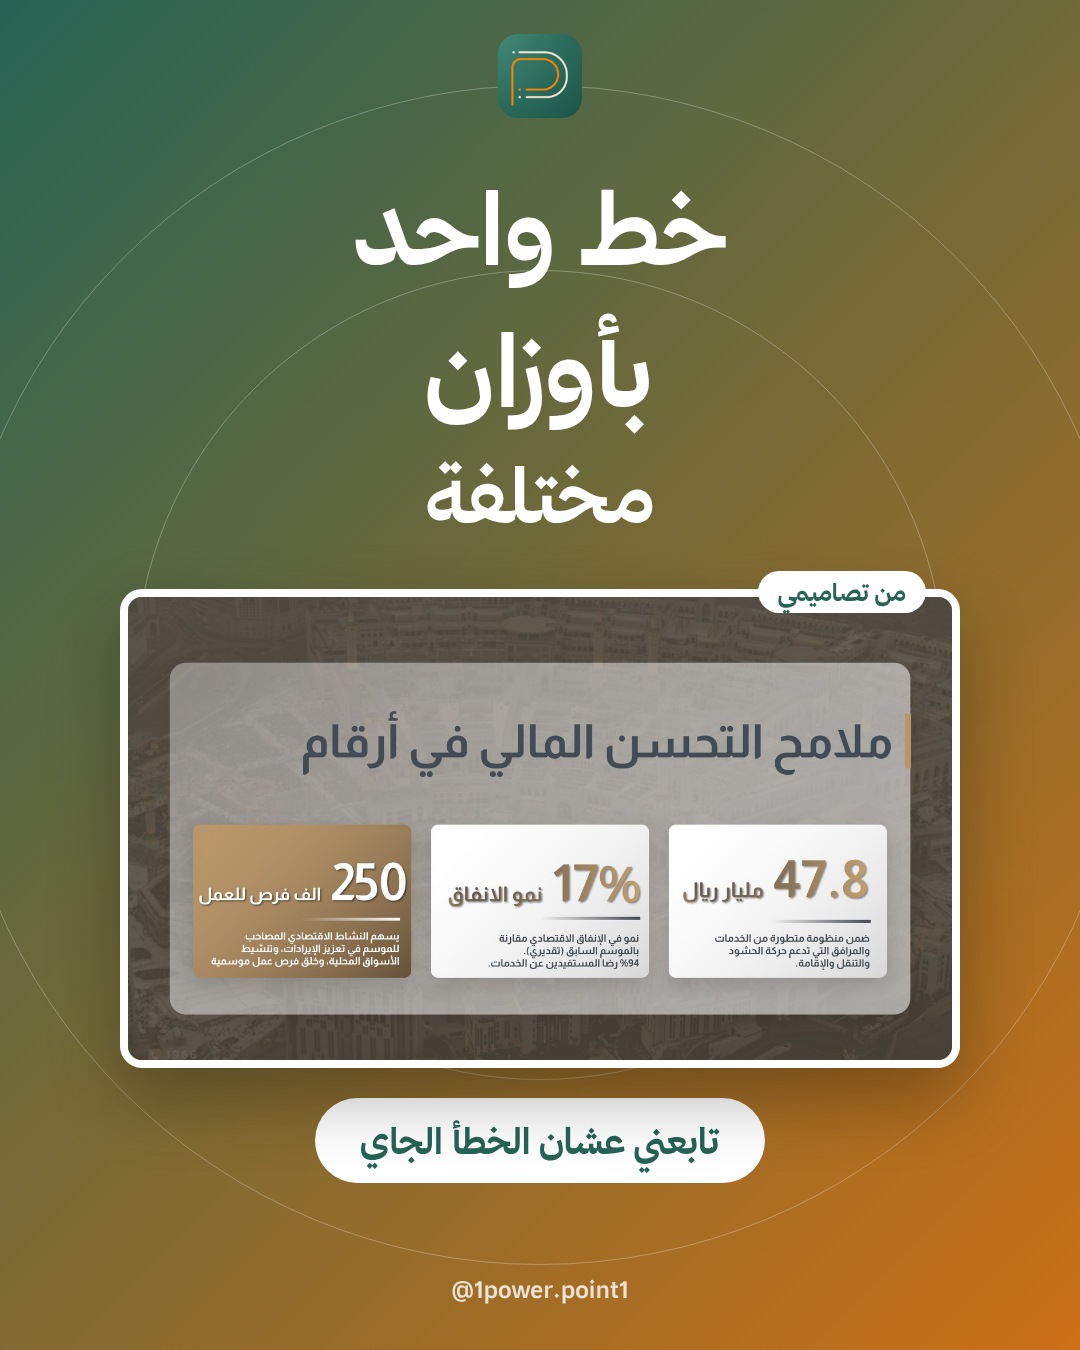 خط واحد
بأوزان
مختلفة
من تصاميمي
ملامح التحسن المالي في أرقام
47.8 مليار ريال
ضمن منظومة متطورة من الخدمات
والمرافق التي تدعم حركة الحشود
والتنقل والإقامة.
17% نمو الانفاق
نمو في الإنفاق الاقتصادي مقارنة
بالموسم السابق (تقديري).
94% رضا المستفيدين عن الخدمات.
250 الف فرص للعمل
يسهم النشاط الاقتصادي المصاحب
للموسم في تعزيز الإيرادات، وتنشيط
الأسواق المحلية، وخلق فرص عمل موسمية
تابعني عشان الخطأ الجاي
@1power.point1